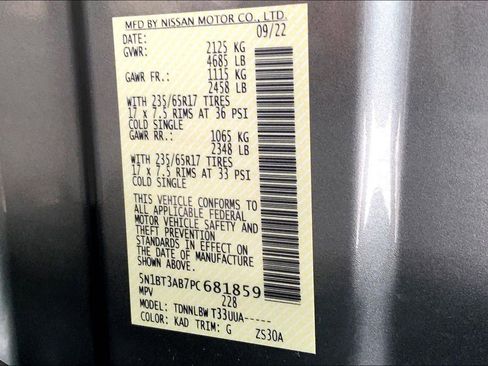 MFD BY NISSAN MOTOR CO., LTD.
DATE: 09/22
GVWR: 2125 KG
4685 LB
GAWR FR.: 1115 KG
2458 LB
WITH 235/65R17 TIRES
17 x 7.5 RIMS AT 36 PSI
COLD SINGLE
GAWR RR.: 1065 KG
2348 LB
WITH 235/65R17 TIRES
17 x 7.5 RIMS AT 33 PSI
COLD SINGLE
THIS VEHICLE CONFORMS TO
ALL APPLICABLE FEDERAL
MOTOR VEHICLE SAFETY AND
THEFT PREVENTION
STANDARDS IN EFFECT ON
THE DATE OF MANUFACTURE
SHOWN ABOVE.
5N1BT3AB7PC681859
MPV 228
MODEL: TDNNLBW T33UUA-----
COLOR: KAD TRIM: G ZS30A